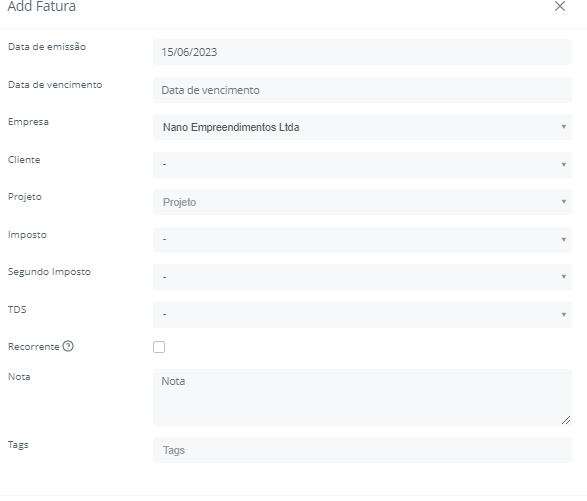 Add Fatura
Data de emissão 15/06/2023
Data de vencimento Data de vencimento
Empresa Nano Empreendimentos Ltda
Cliente -
Projeto Projeto
Imposto -
Segundo Imposto -
TDS -
Recorrente ?
Nota Nota
Tags Tags